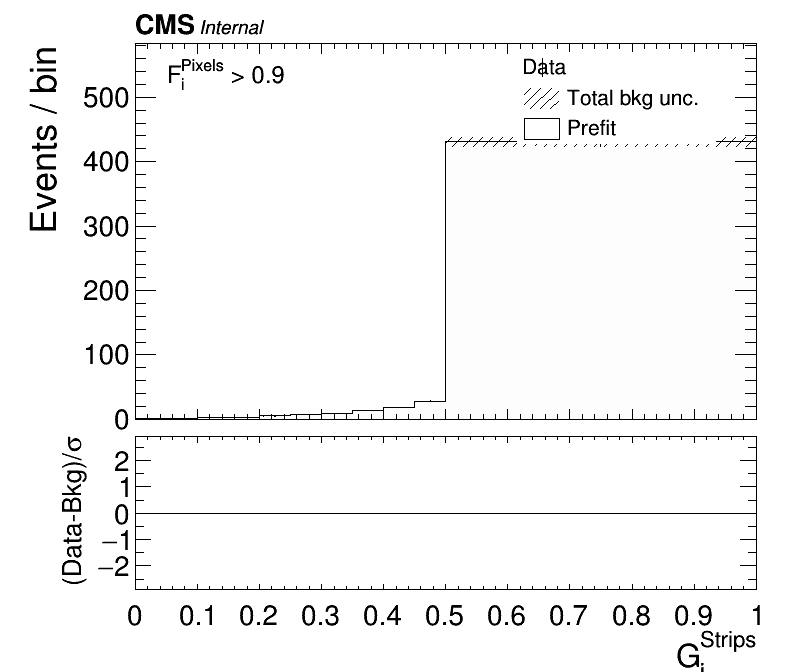 CMS Internal
F_i^Pixels > 0.9
Data
Total bkg unc.
Prefit
Events / bin
500
400
300
200
100
0
(Data-Bkg)/σ
2
1
0
−1
−2
0 0.1 0.2 0.3 0.4 0.5 0.6 0.7 0.8 0.9 1
G_i^Strips